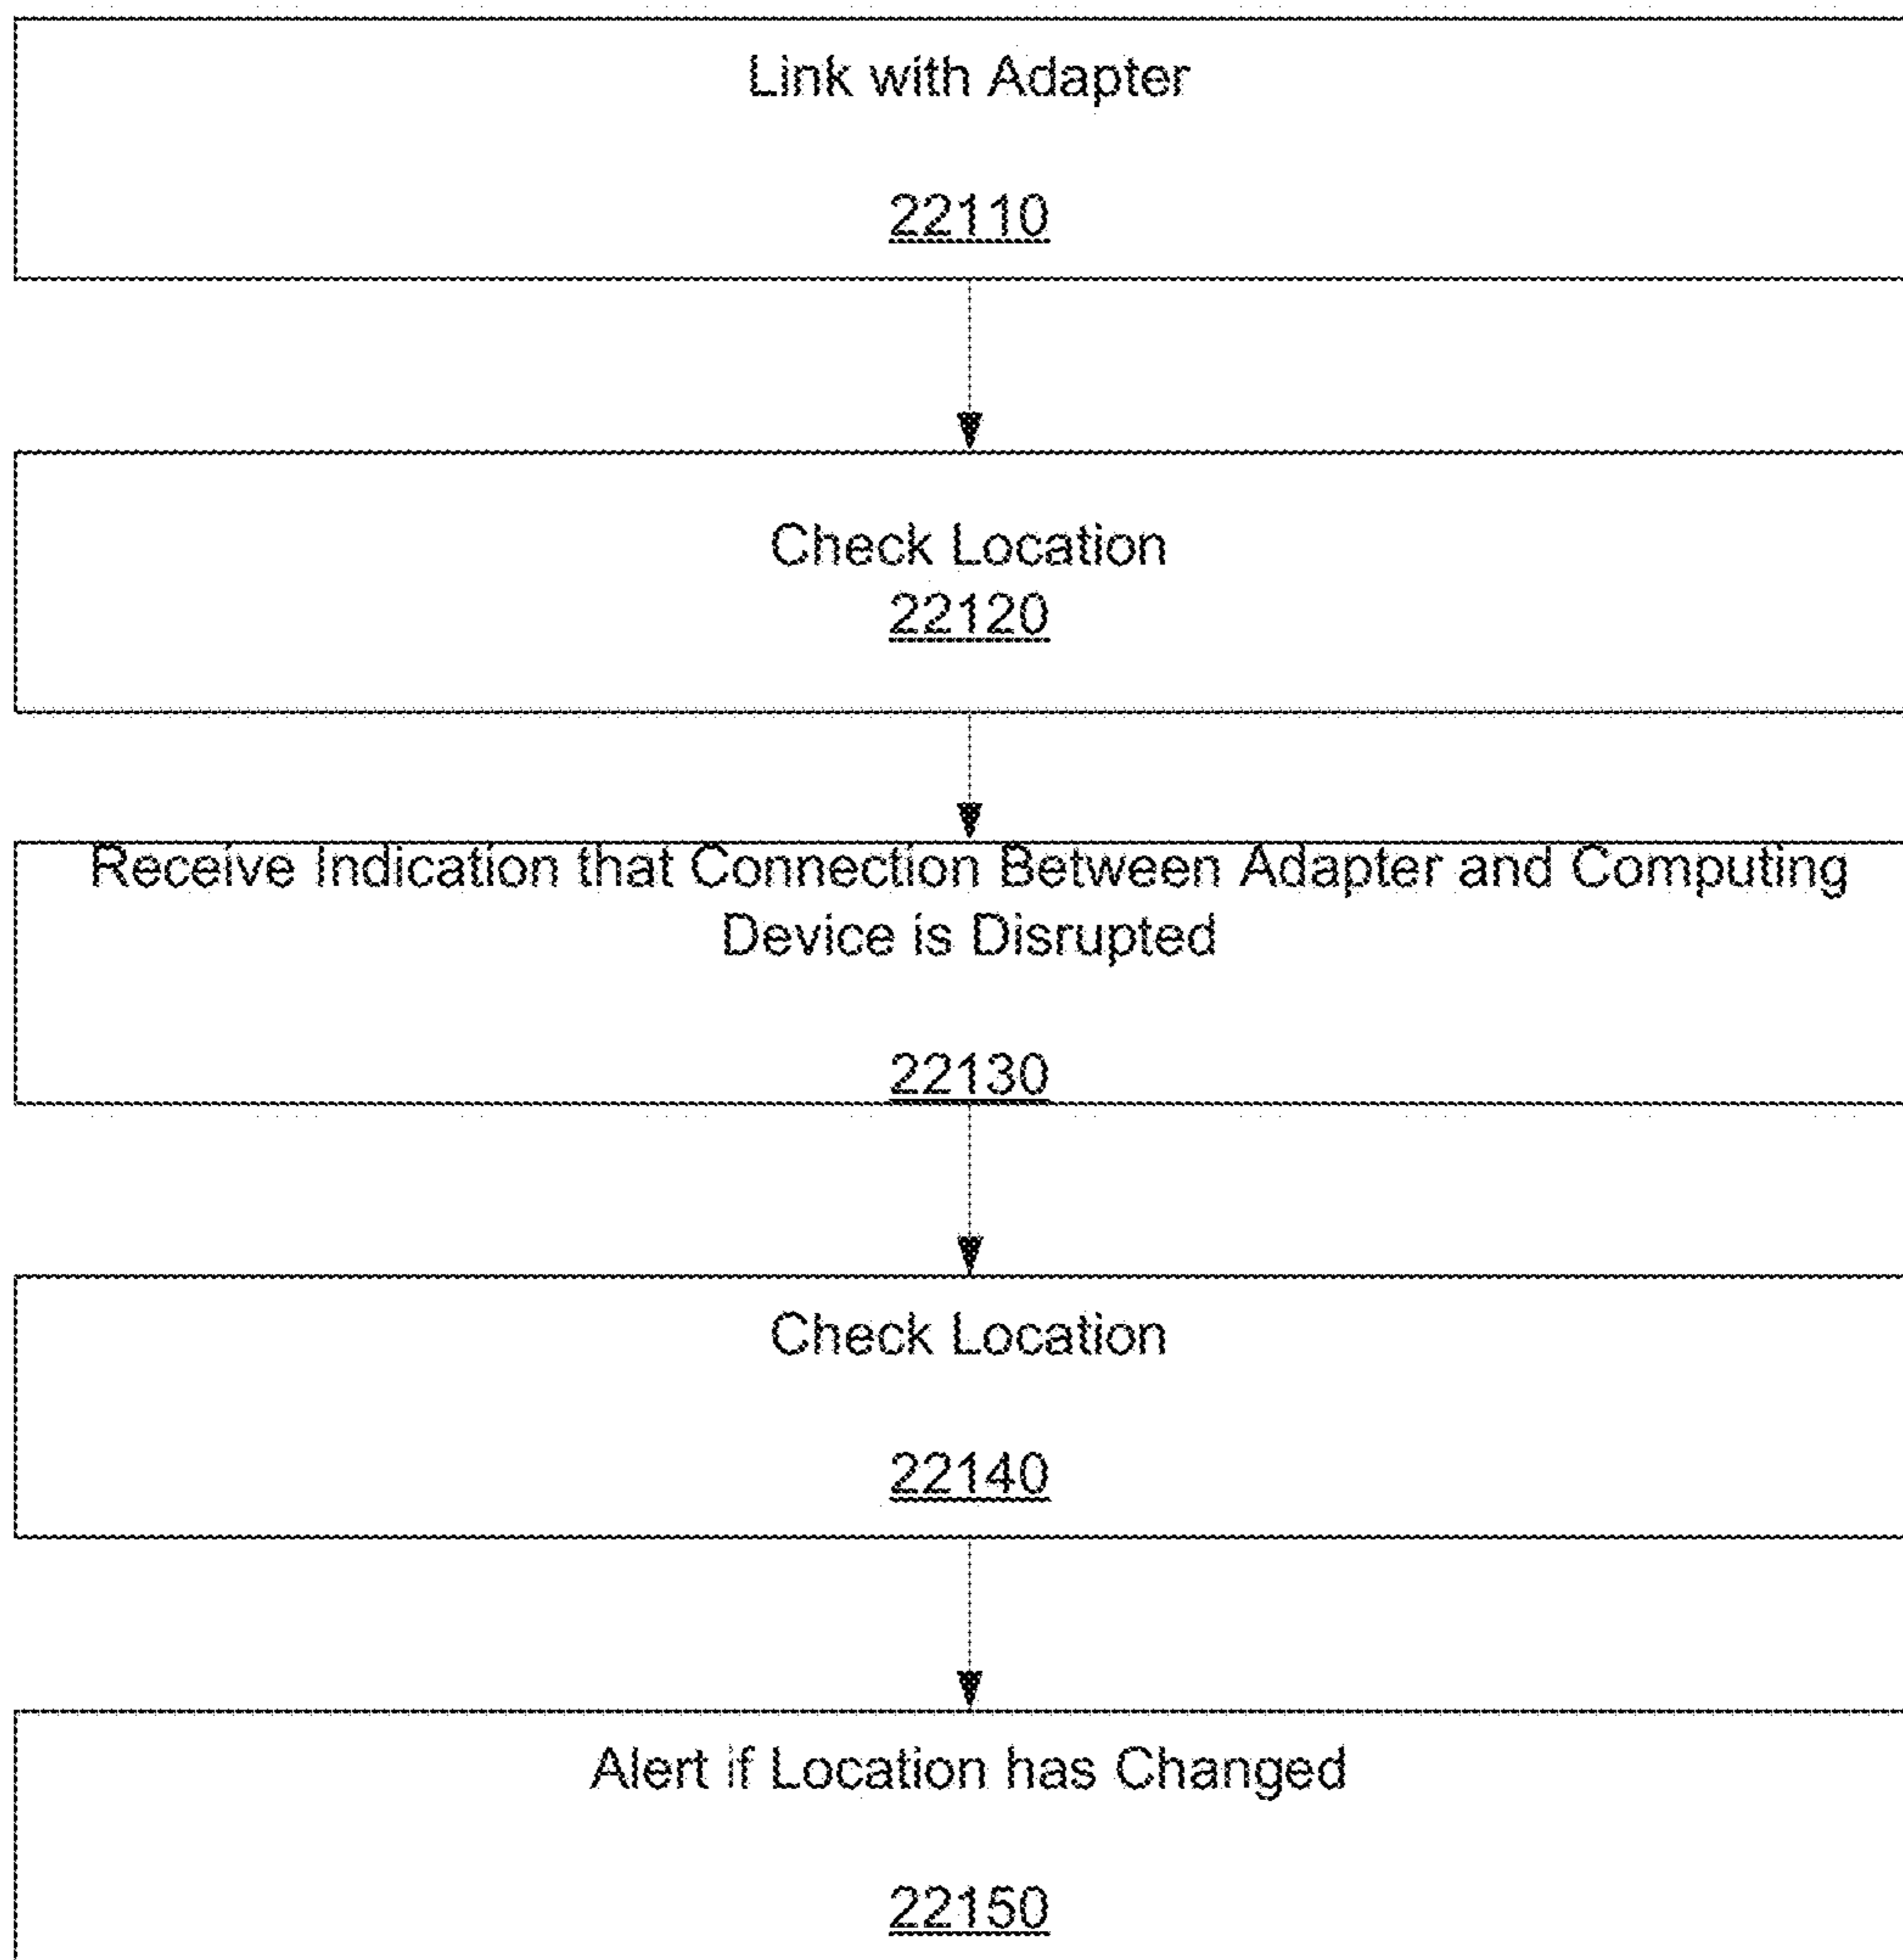 Link with Adapter
22110
Check Location
22120
Receive Indication that Connection Between Adapter and Computing
Device is Disrupted
22130
Check Location
22140
Alert if Location has Changed
22150